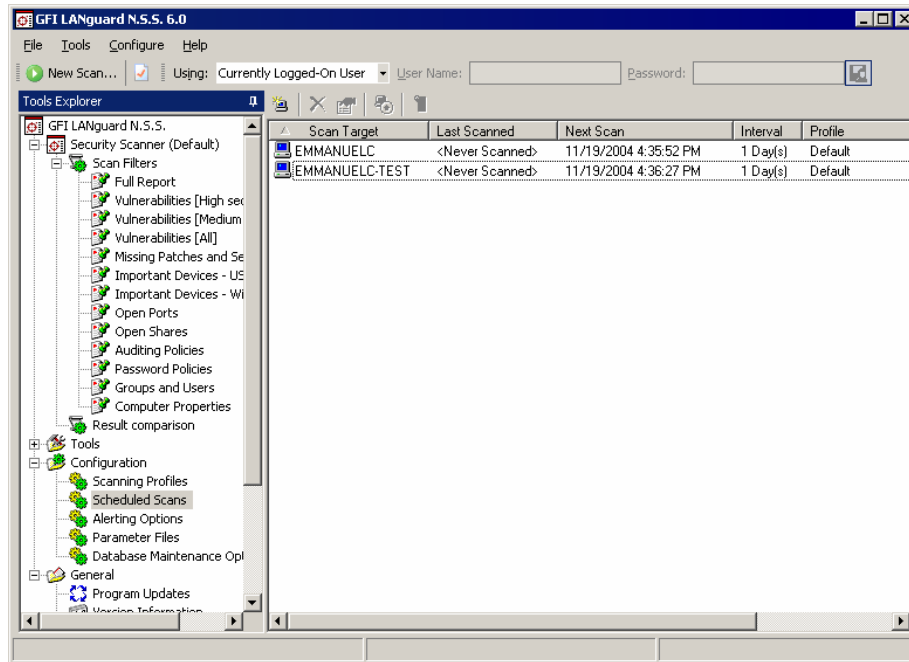 GFI LANguard N.S.S. 6.0
File Tools Configure Help
New Scan... Using: Currently Logged-On User User Name: Password:
Tools Explorer
GFI LANguard N.S.S.
Security Scanner (Default)
Scan Filters
Full Report
Vulnerabilities [High sec
Vulnerabilities [Medium
Vulnerabilities [All]
Missing Patches and Se
Important Devices - US
Important Devices - Wi
Open Ports
Open Shares
Auditing Policies
Password Policies
Groups and Users
Computer Properties
Result comparison
Tools
Configuration
Scanning Profiles
Scheduled Scans
Alerting Options
Parameter Files
Database Maintenance Op
General
Program Updates
Version Information
Scan Target Last Scanned Next Scan Interval Profile
EMMANUELC <Never Scanned> 11/19/2004 4:35:52 PM 1 Day(s) Default
EMMANUELC-TEST <Never Scanned> 11/19/2004 4:36:27 PM 1 Day(s) Default